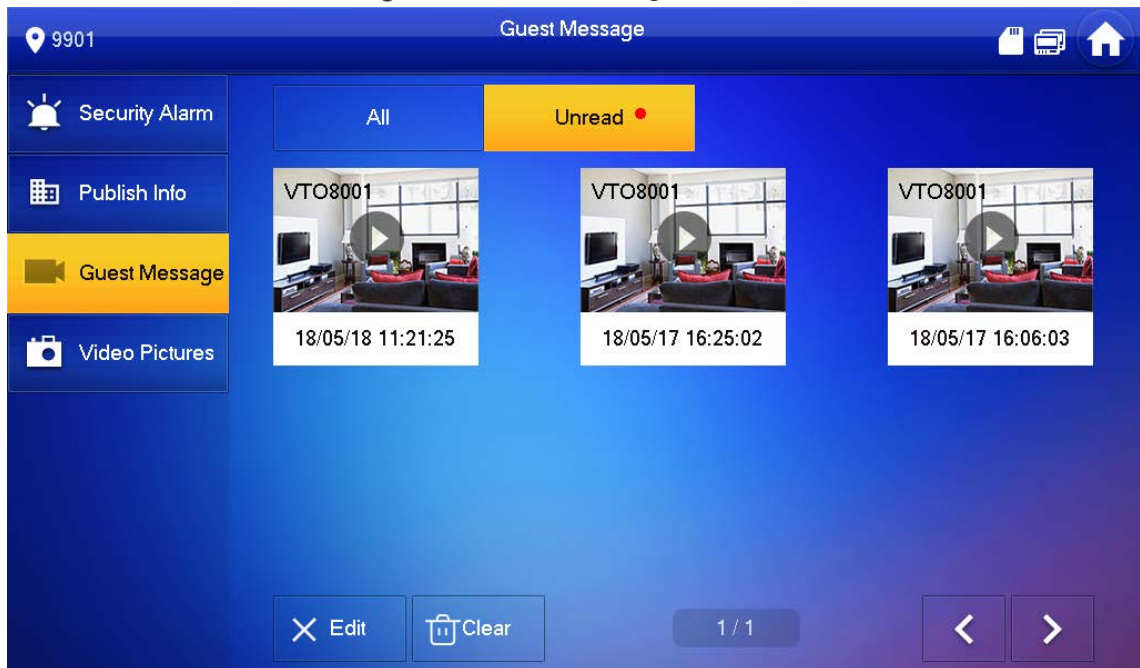 Guest Message
9901
Security Alarm
Publish Info
Guest Message
Video Pictures
All
Unread
VTO8001
VTO8001
VTO8001
18/05/18 11:21:25
18/05/17 16:25:02
18/05/17 16:06:03
Edit
Clear
1 / 1